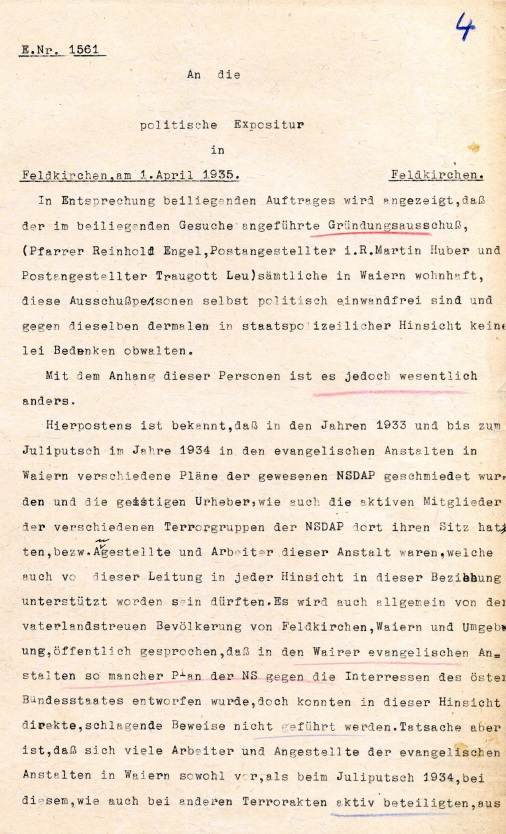 4
E.Nr. 1561
An die
politische Expositur
in
Feldkirchen,am 1.April 1935. Feldkirchen.
In Entsprechung beiliegenden Auftrages wird angezeigt,daß
der im beiliegenden Gesuche angeführte Gründungsausschuß,
(Pfarrer Reinhold Engel,Postangestellter i.R.Martin Huber und
Postangestellter Traugott Leu)sämtliche in Waiern wohnhaft,
diese Ausschußpersonen selbst politisch einwandfrei sind und
gegen dieselben dermalen in staatspolizeilicher Hinsicht keine
lei Bedenken obwalten.
Mit dem Anhang dieser Personen ist es jedoch wesentlich
anders.
Hierpostens ist bekannt,daß in den Jahren 1933 und bis zum
Juliputsch im Jahre 1934 in den evangelischen Anstalten in
Waiern verschiedene Pläne der gewesenen NSDAP geschmiedet wur-
den und die geistigen Urheber,wie auch die aktiven Mitglieder
der verschiedenen Terrorgruppen der NSDAP dort ihren Sitz hat
ten,bezw.Angestellte und Arbeiter dieser Anstalt waren,welche
auch vo dieser Leitung in jeder Hinsicht in dieser Beziehung
unterstützt worden sein dürften.Es wird auch allgemein von der
vaterlandstreuen Bevölkerung von Feldkirchen,Waiern und Umgeb
ung,öffentlich gesprochen,daß in den Wairer evangelischen An=
stalten so mancher Plan der NS gegen die Interressen des öster
Bundesstaates entworfen wurde,doch konnten in dieser Hinsicht
direkte,schlagende Beweise nicht geführt werden.Tatsache aber
ist,daß sich viele Arbeiter und Angestellte der evangelischen
Anstalten in Waiern sowohl vor,als beim Juliputsch 1934,bei
diesem,wie auch bei anderen Terrorakten aktiv beteiligten,aus